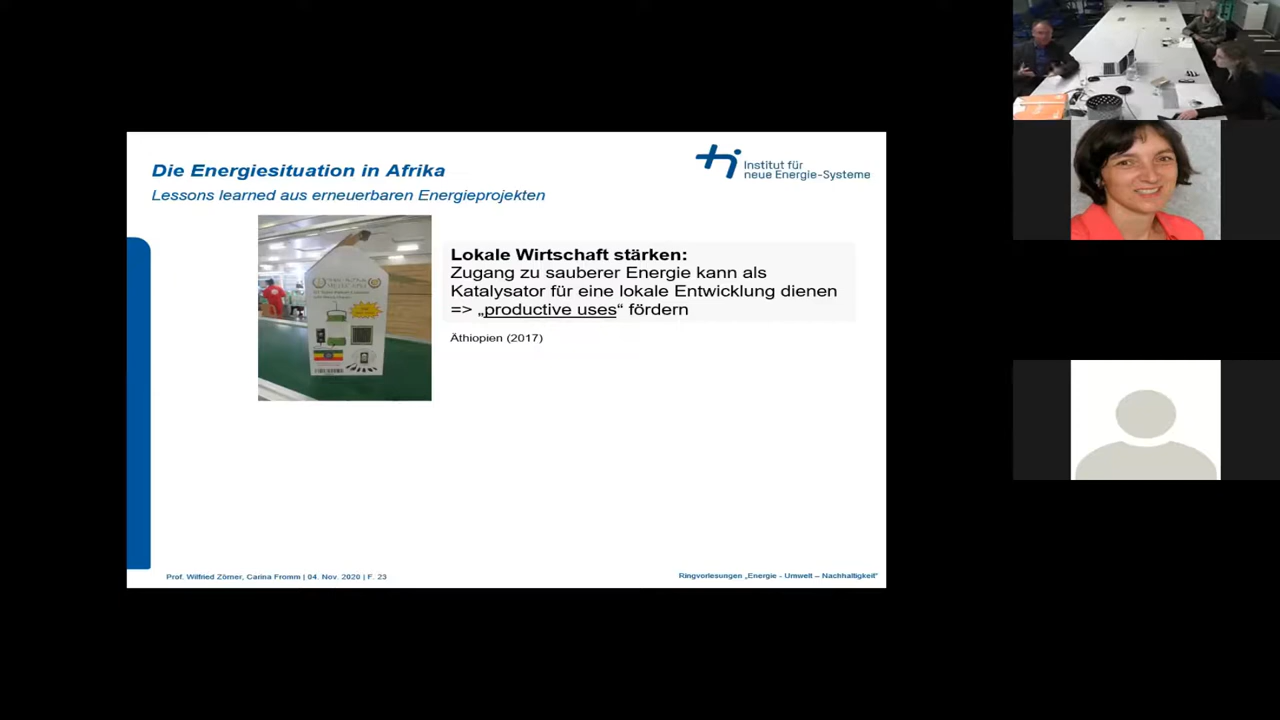 Die Energiesituation in Afrika
Lessons learned aus erneuerbaren Energieprojekten
Institut für
neue Energie-Systeme
Lokale Wirtschaft stärken:
Zugang zu sauberer Energie kann als
Katalysator für eine lokale Entwicklung dienen
=> „productive uses“ fördern
Äthiopien (2017)
Prof. Wilfried Zörner, Carina Fromm | 04. Nov. 2020 | F. 23
Ringvorlesungen „Energie - Umwelt – Nachhaltigkeit“